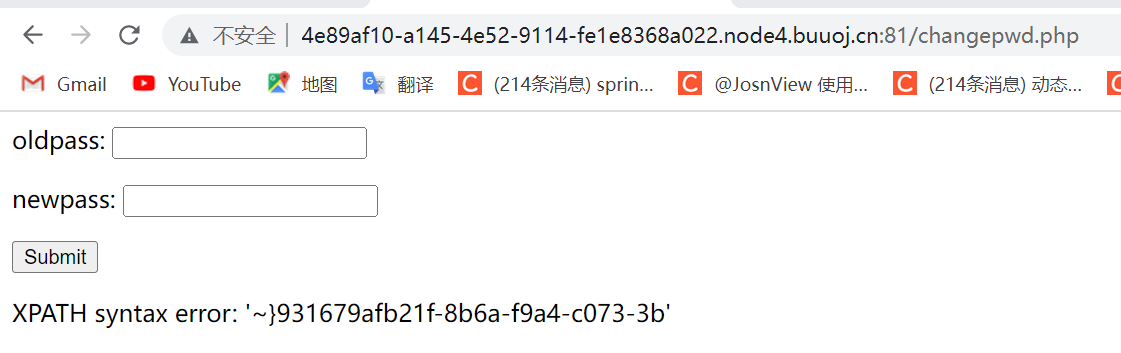 不安全 | 4e89af10-a145-4e52-9114-fe1e8368a022.node4.buuoj.cn:81/changepwd.php
Gmail YouTube 地图 翻译 (214条消息) sprin... @JosnView 使用... (214条消息) 动态...
oldpass:
newpass:
Submit
XPATH syntax error: '~}931679afb21f-8b6a-f9a4-c073-3b'